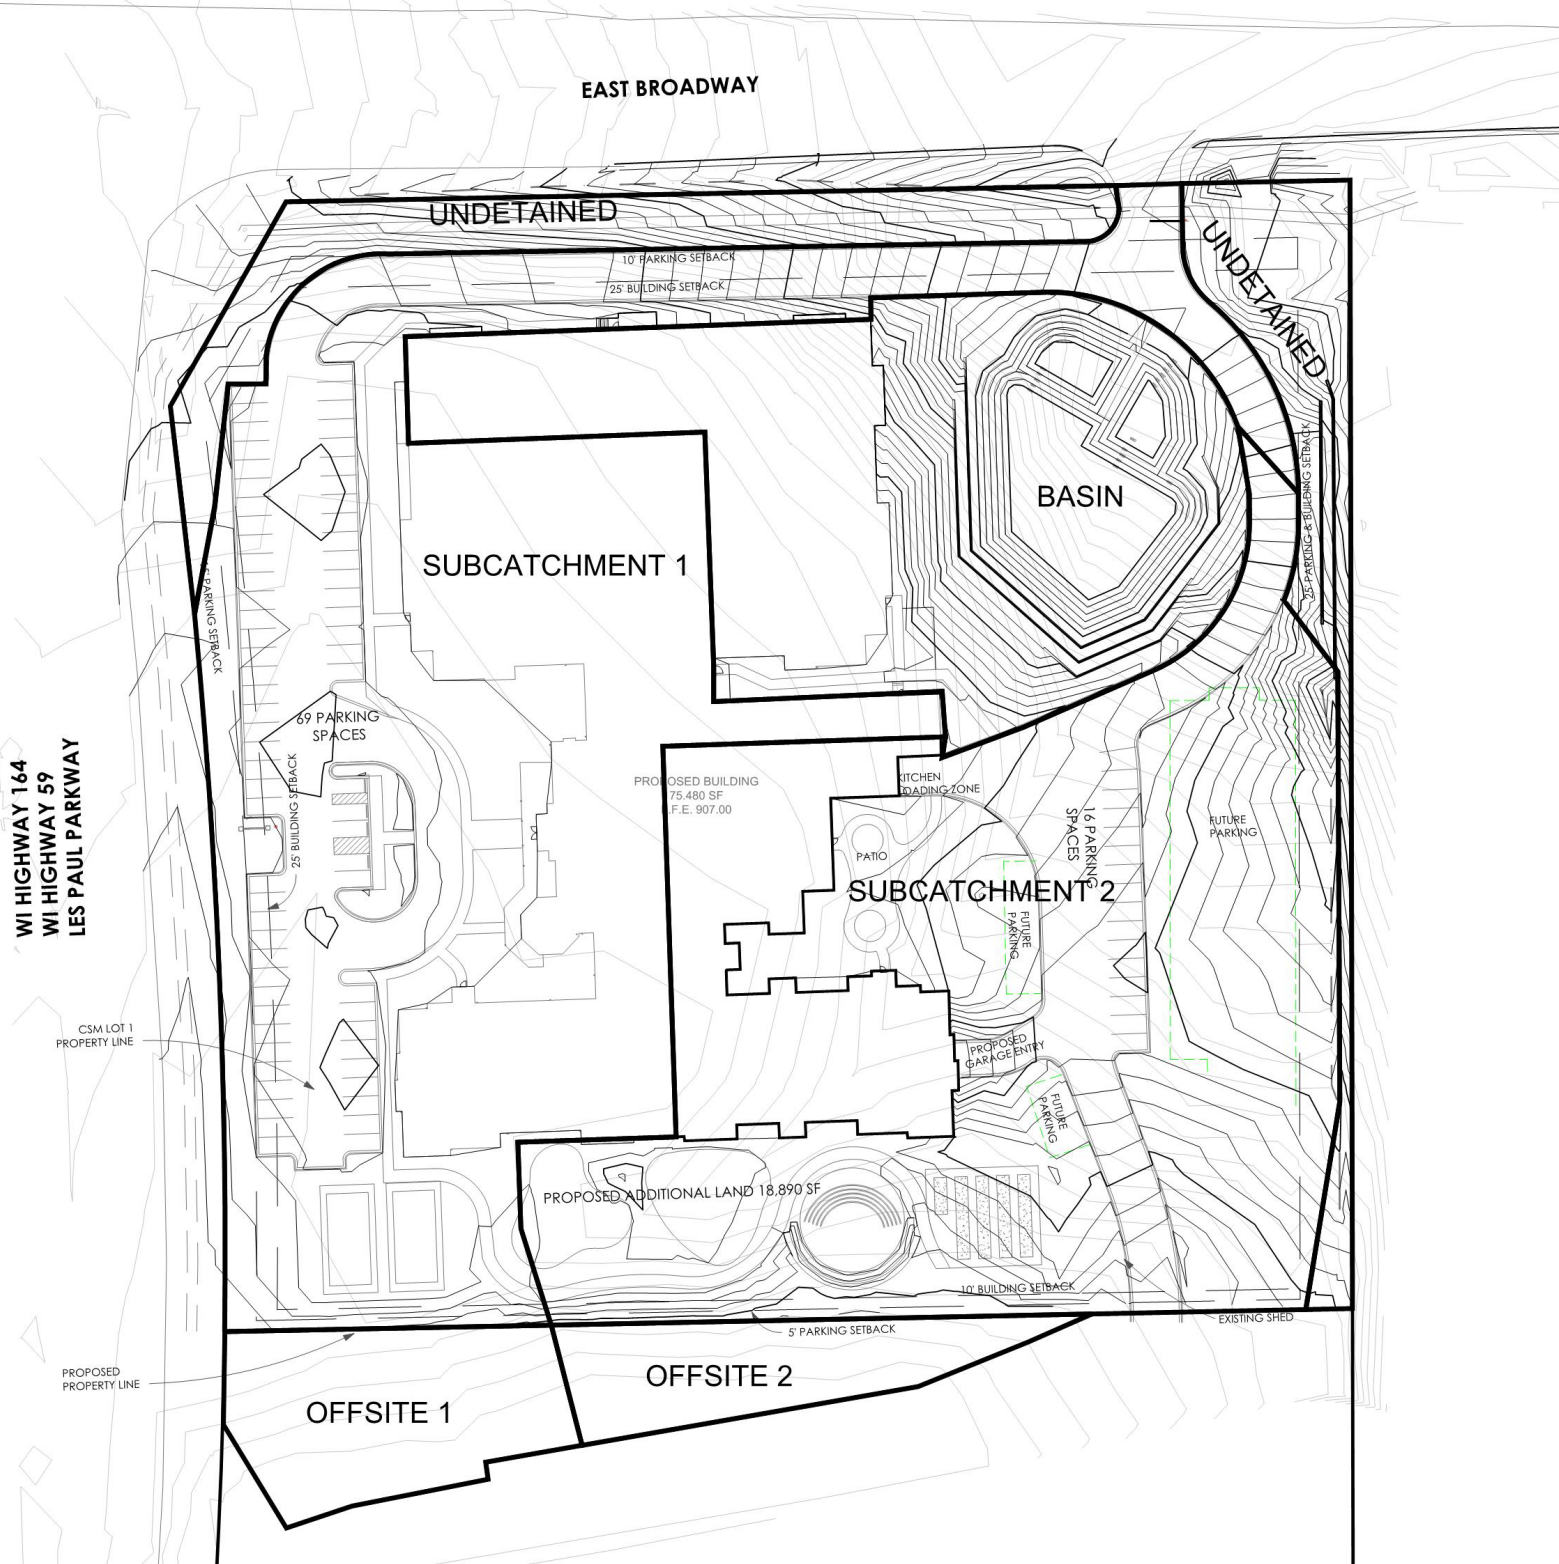 EAST BROADWAY
UNDETAINED
UNDETAINED
10' PARKING SETBACK
25' BUILDING SETBACK
BASIN
25' PARKING & BUILDING SETBACK
SUBCATCHMENT 1
PARKING SETBACK
69 PARKING
SPACES
25' BUILDING SETBACK
WI HIGHWAY 164
WI HIGHWAY 59
LES PAUL PARKWAY
PROPOSED BUILDING
75,480 SF
F.F.E. 907.00
KITCHEN
LOADING ZONE
PATIO
16 PARKING
SPACES
FUTURE
PARKING
SUBCATCHMENT 2
FUTURE
PARKING
CSM LOT 1
PROPERTY LINE
PROPOSED
GARAGE ENTRY
FUTURE
PARKING
PROPOSED ADDITIONAL LAND 18,890 SF
10' BUILDING SETBACK
EXISTING SHED
5' PARKING SETBACK
PROPOSED
PROPERTY LINE
OFFSITE 2
OFFSITE 1